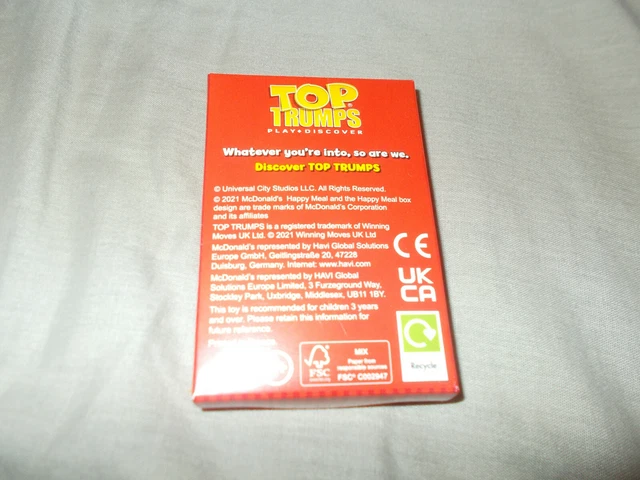 TOP
TRUMPS
PLAY+DISCOVER
Whatever you're into, so are we.
Discover TOP TRUMPS
© Universal City Studios LLC. All Rights Reserved.
© 2021 McDonald's Happy Meal and the Happy Meal box
design are trade marks of McDonald's Corporation
and its affiliates
TOP TRUMPS is a registered trademark of Winning
Moves UK Ltd. © 2021 Winning Moves UK Ltd
McDonald's represented by Havi Global Solutions
Europe GmbH, Geitlingstraße 20, 47228
Duisburg, Germany. Internet: www.havi.com
McDonald's represented by HAVI Global
Solutions Europe Limited, 3 Furzeground Way,
Stockley Park, Uxbridge, Middlesex, UB11 1BY.
This toy is recommended for children 3 years
and over. Please retain this information for
future reference.
CE
UK
CA
FSC
MIX
Paper from
responsible sources
FSC® C002947
Recycle